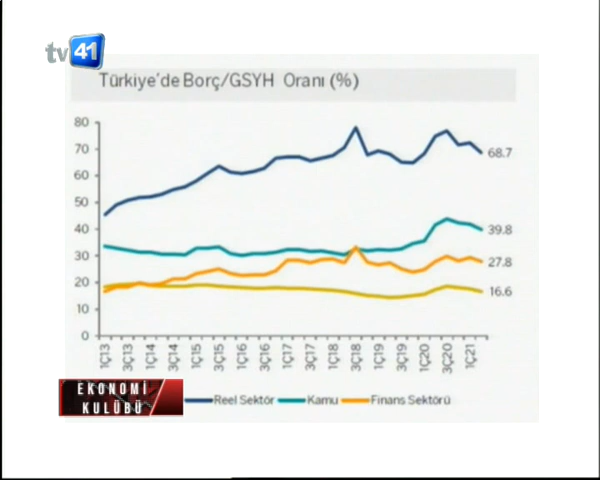 tv41
Türkiye'de Borç/GSYH Oranı (%)
80
70
60
50
40
30
20
10
0
68.7
39.8
27.8
16.6
1Ç13
3Ç13
1Ç14
3Ç14
1Ç15
3Ç15
1Ç16
3Ç16
1Ç17
3Ç17
1Ç18
3Ç18
1Ç19
3Ç19
1Ç20
3Ç20
1Ç21
EKONOMİ
KULÜBÜ
Reel Sektör
Kamu
Finans Sektörü